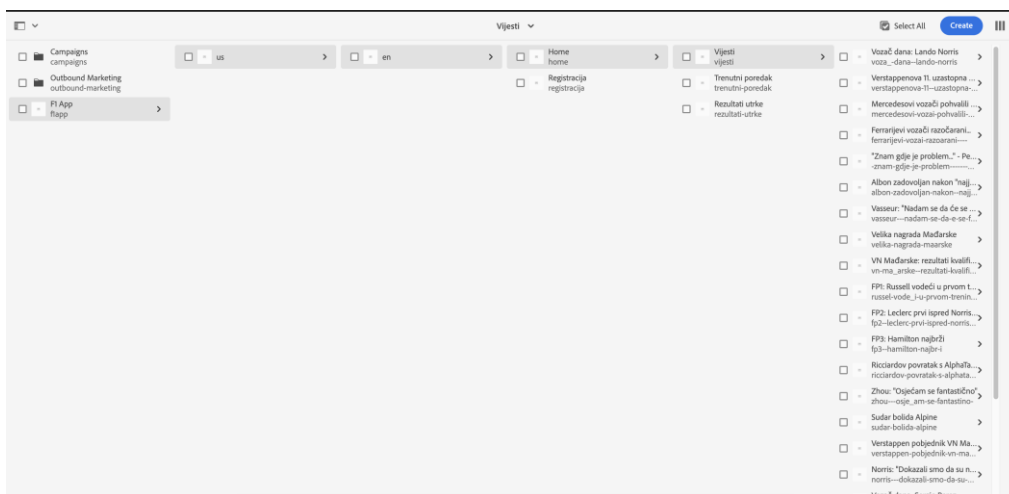 Vijesti
Select All
Create
Campaigns
campaigns
Outbound Marketing
outbound-marketing
F1 App
flapp
us
en
Home
home
Registracija
registracija
Vijesti
vijesti
Trenutni poredak
trenutni-poredak
Rezultati utrke
rezultati-utrke
Vozač dana: Lando Norris
voza_-dana--lando-norris
Verstappenova 11. uzastopna ...
verstappenova-11--uzastopna-...
Mercedesovi vozači pohvalili ...
mercedesovi-vozai-pohvalili-...
Ferrarijevi vozači razočarani...
ferrarijevi-vozai-razoarani----
"Znam gdje je problem..." - Pe...
-znam-gdje-je-problem------...
Albon zadovoljan nakon "najj...
albon-zadovoljan-nakon--najj...
Vasseur: "Nadam se da će se ...
vasseur---nadam-se-da-e-se-f...
Velika nagrada Mađarske
velika-nagrada-maarske
VN Mađarske: rezultati kvalifi...
vn-ma_arske--rezultati-kvalifi...
FP1: Russell vodeći u prvom t...
russel-vode_i-u-prvom-trenin...
FP2: Leclerc prvi ispred Norris...
fp2--leclerc-prvi-ispred-norris...
FP3: Hamilton najbrži
fp3--hamilton-najbr-i
Ricciardov povratak s AlphaTa...
ricciardov-povratak-s-alphata...
Zhou: "Osjećam se fantastično"
zhou---osje_am-se-fantastino-
Sudar bolida Alpine
sudar-bolida-alpine
Verstappen pobjednik VN Ma...
verstappen-pobjednik-vn-ma...
Norris: "Dokazali smo da su n...
norris---dokazali-smo-da-su-...